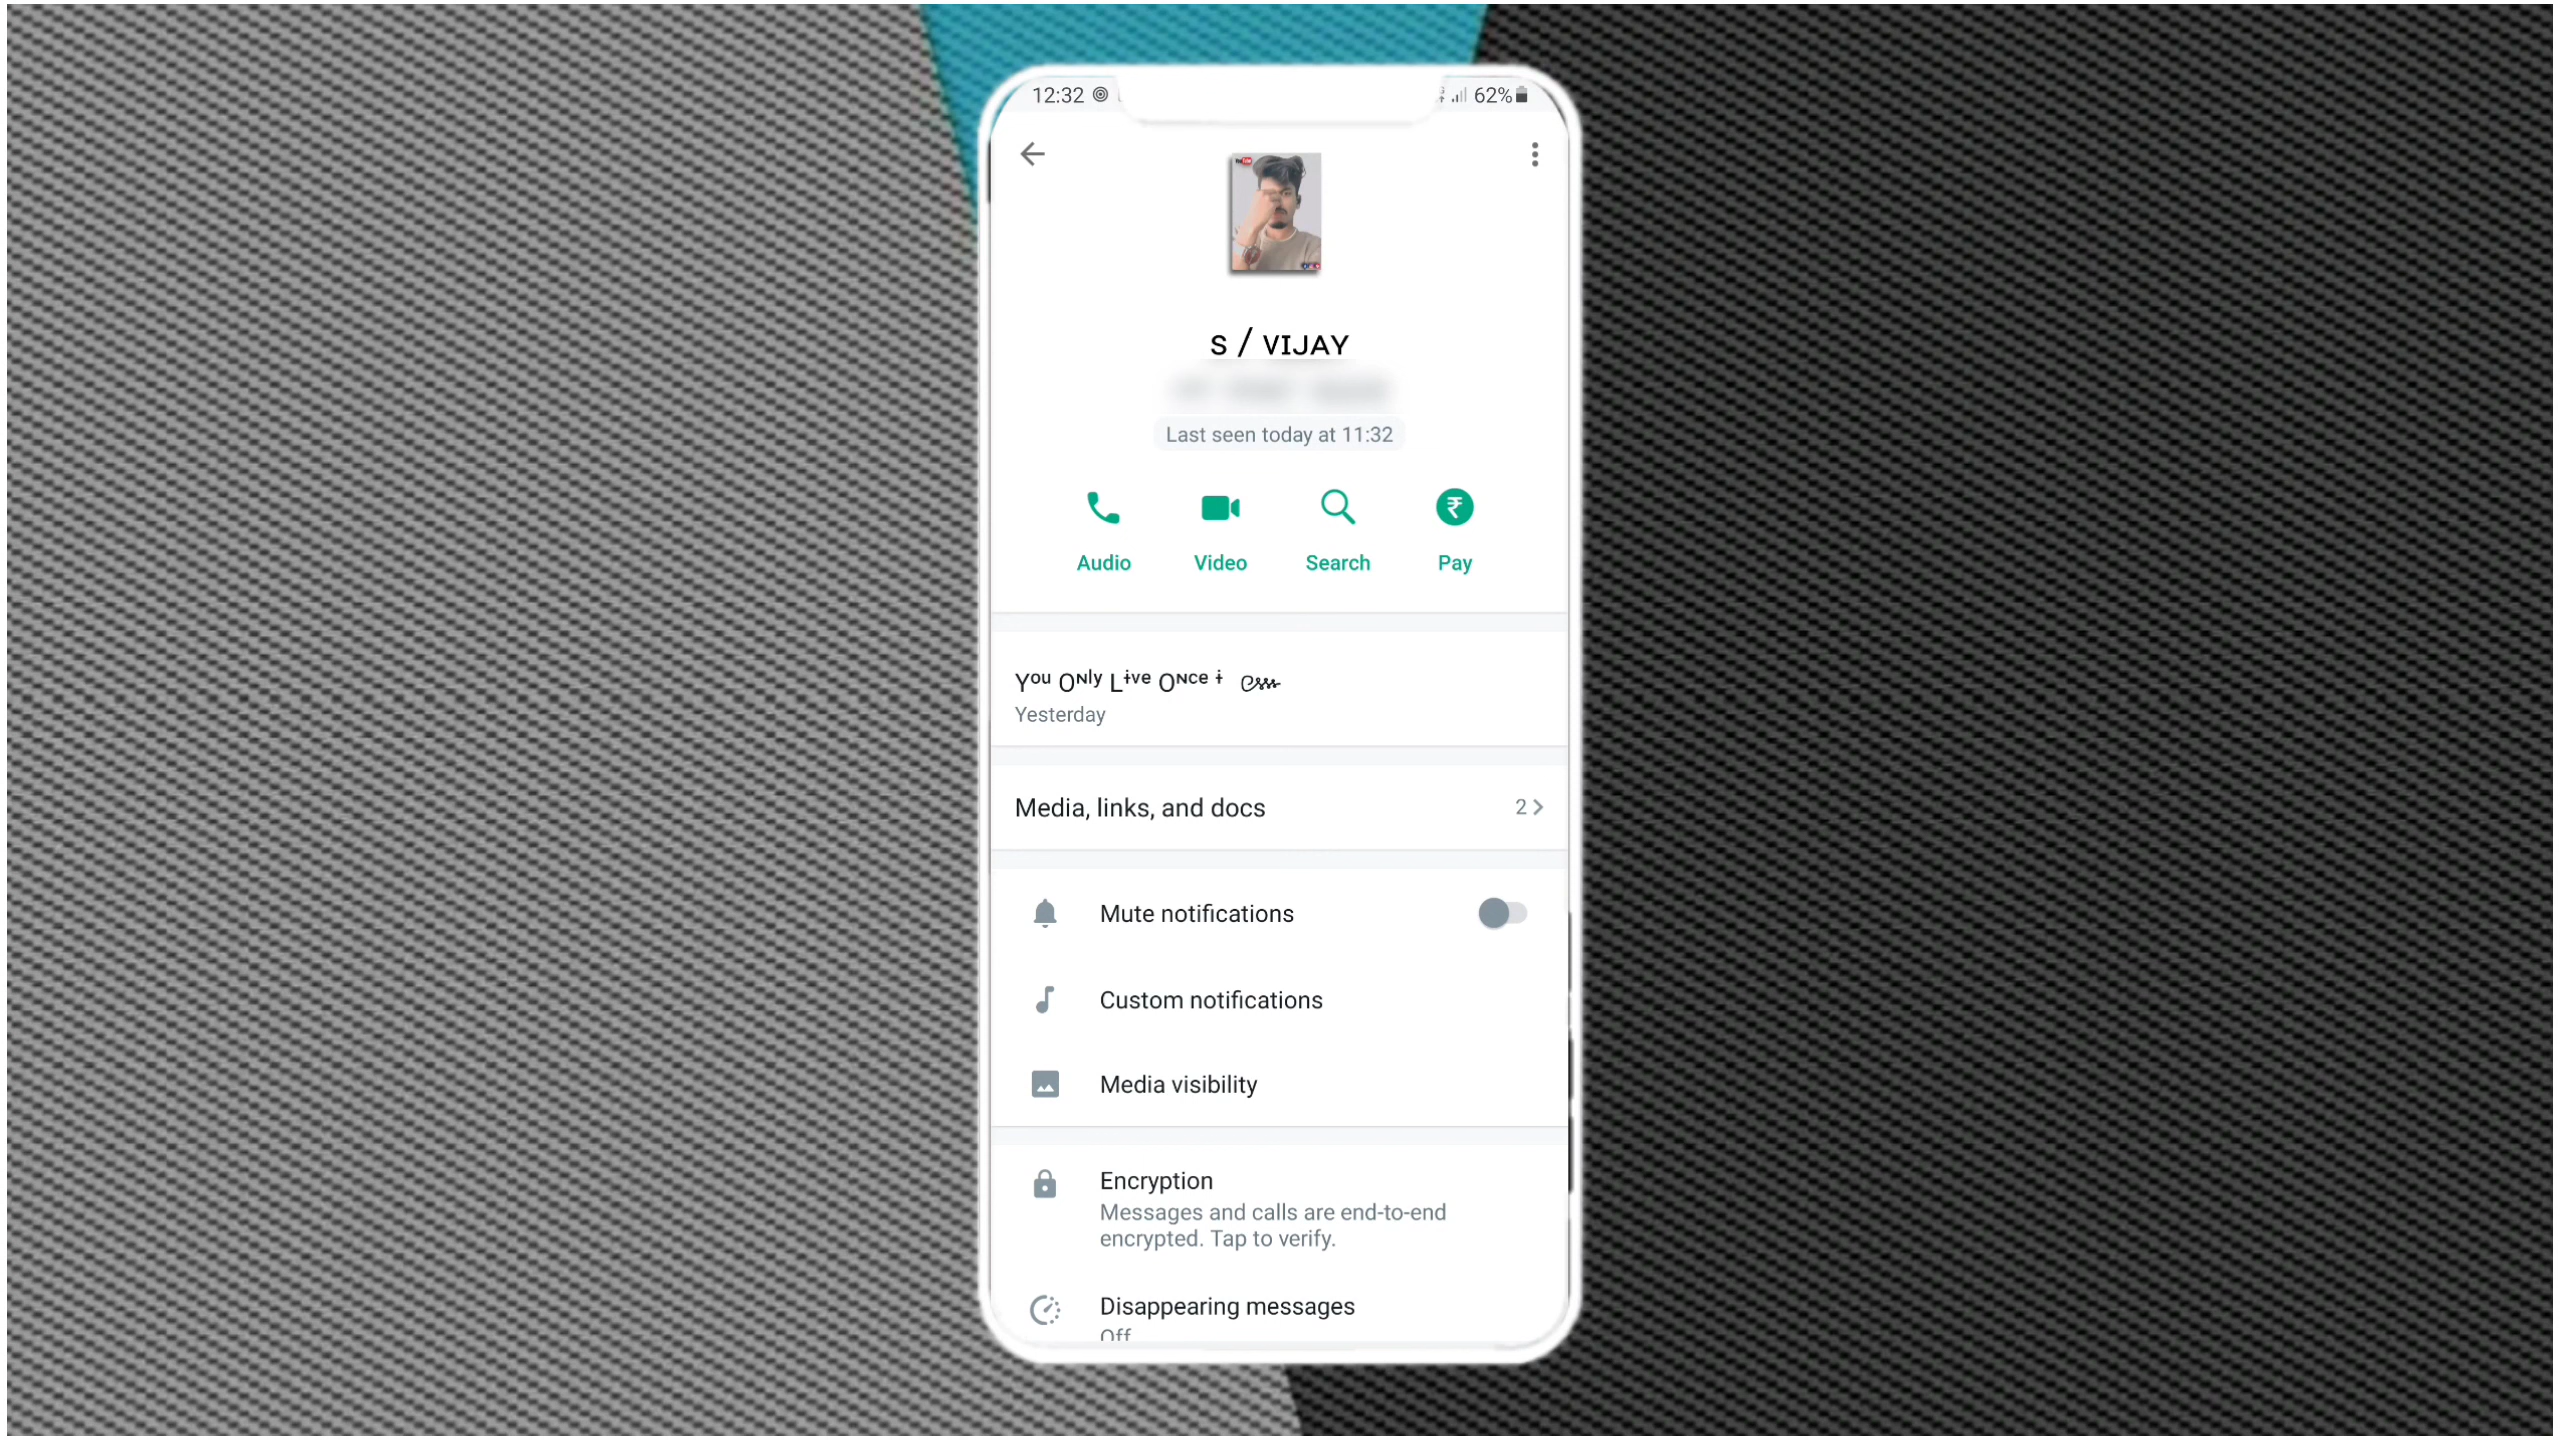 12:32 62%
s / VIJAY
Last seen today at 11:32
Audio Video Search ₹ Pay
Yᵒᵘ Oᴺˡʸ Lᶤᵛᵉ Oᴺᶜᵉ ᶤ
Yesterday
Media, links, and docs 2
Mute notifications
Custom notifications
Media visibility
Encryption
Messages and calls are end-to-end
encrypted. Tap to verify.
Disappearing messages
Off